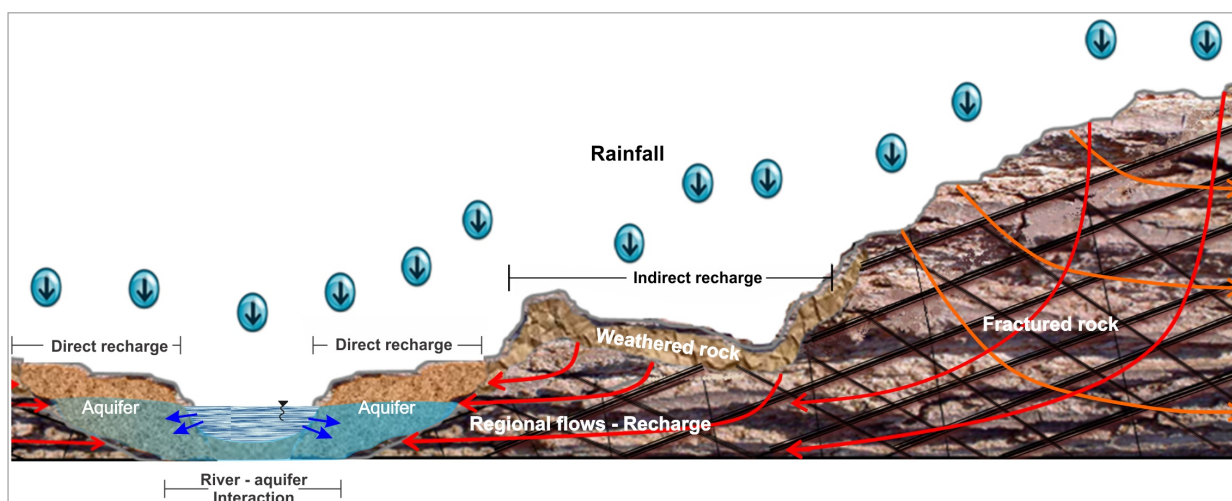 Rainfall
Indirect recharge
Direct recharge
Direct recharge
Weathered rock
Fractured rock
Aquifer
Aquifer
Regional flows - Recharge
River - aquifer
Interaction